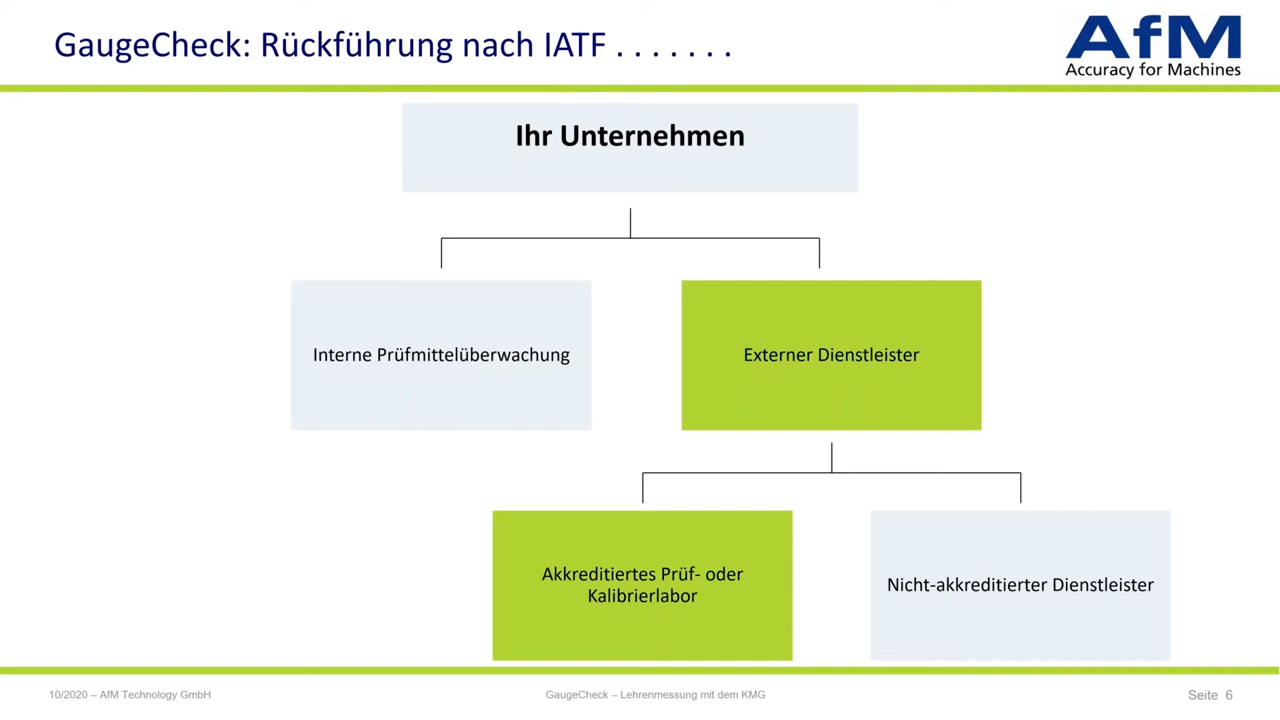 GaugeCheck: Rückführung nach IATF . . . . . . .
AfM
Accuracy for Machines
Ihr Unternehmen
Interne Prüfmittelüberwachung
Externer Dienstleister
Akkreditiertes Prüf- oder
Kalibrierlabor
Nicht-akkreditierter Dienstleister
10/2020 – AfM Technology GmbH
GaugeCheck – Lehrenmessung mit dem KMG
Seite 6